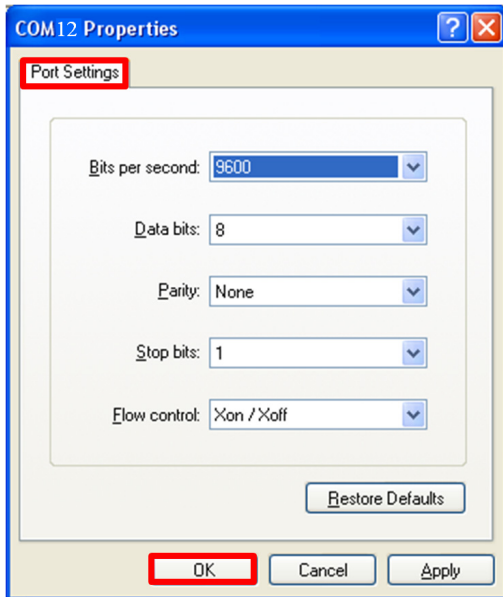 COM12 Properties
Port Settings
Bits per second: 9600
Data bits: 8
Parity: None
Stop bits: 1
Flow control: Xon / Xoff
Restore Defaults
OK Cancel Apply